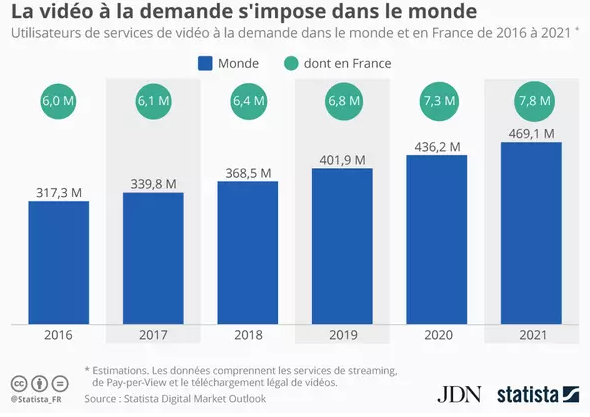 La vidéo à la demande s'impose dans le monde
Utilisateurs de services de vidéo à la demande dans le monde et en France de 2016 à 2021 *
Monde dont en France
6,0 M 6,1 M 6,4 M 6,8 M 7,3 M 7,8 M
317,3 M 339,8 M 368,5 M 401,9 M 436,2 M 469,1 M
2016 2017 2018 2019 2020 2021
* Estimations. Les données comprennent les services de streaming,
de Pay-per-View et le téléchargement légal de vidéos.
@Statista_FR Source : Statista Digital Market Outlook
cc
JDN statista